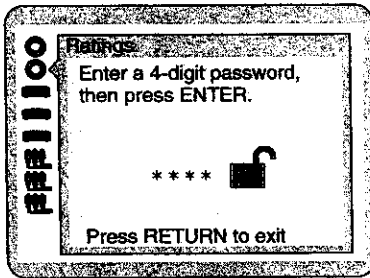 Ratings
Enter a 4-digit password,
then press ENTER.
* * * *
Press RETURN to exit